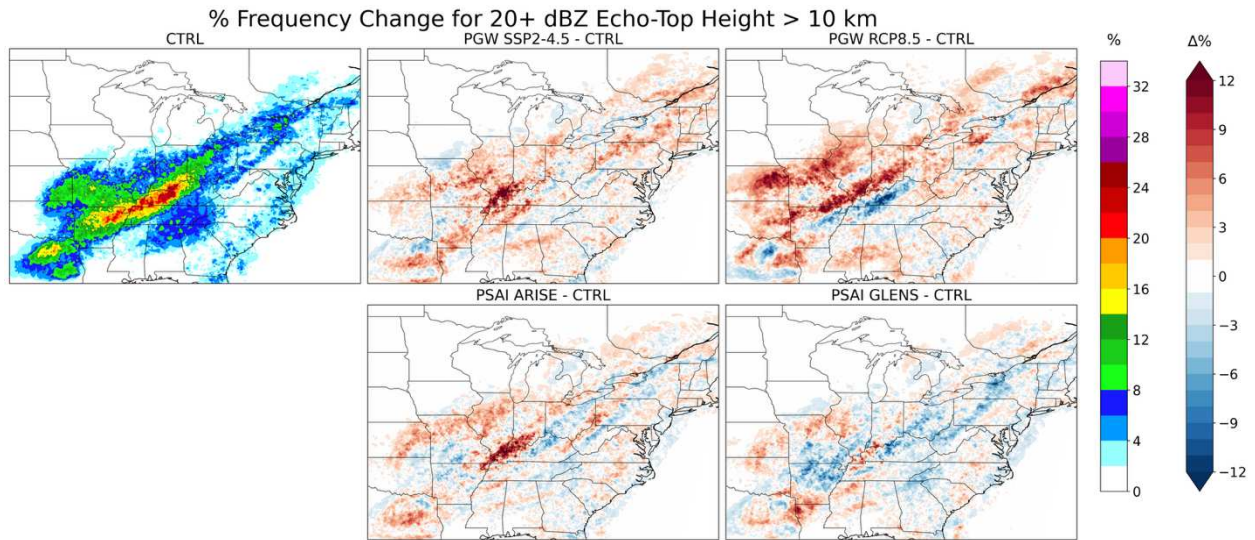 % Frequency Change for 20+ dBZ Echo-Top Height > 10 km
CTRL
PGW SSP2-4.5 - CTRL
PGW RCP8.5 - CTRL
%
Δ%
32
28
24
20
16
12
8
4
0
12
9
6
3
0
−3
−6
−9
−12
PSAI ARISE - CTRL
PSAI GLENS - CTRL